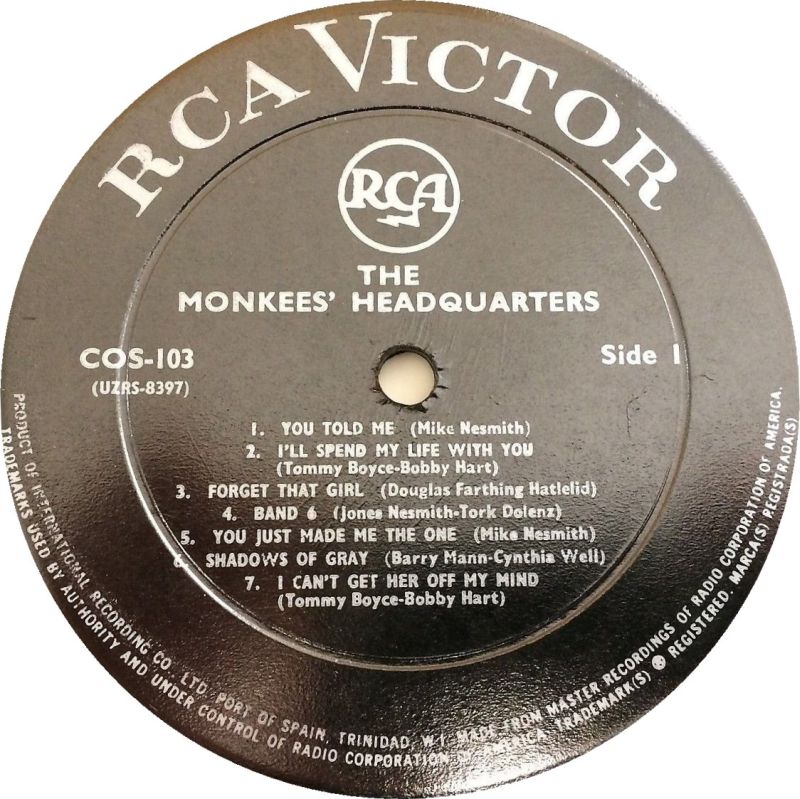 RCA VICTOR
RCA
THE
MONKEES' HEADQUARTERS
COS-103
(UZRS-8397)
Side 1
1. YOU TOLD ME (Mike Nesmith)
2. I'LL SPEND MY LIFE WITH YOU
(Tommy Boyce-Bobby Hart)
3. FORGET THAT GIRL (Douglas Farthing Hatlelid)
4. BAND 6 (Jones Nesmith-Tork Dolenz)
5. YOU JUST MADE ME THE ONE (Mike Nesmith)
6. SHADOWS OF GRAY (Barry Mann-Cynthia Well)
7. I CAN'T GET HER OFF MY MIND
(Tommy Boyce-Bobby Hart)
PRODUCT OF INTERNATIONAL RECORDING CO. LTD. PORT OF SPAIN, TRINIDAD, W.I. MADE FROM MASTER RECORDINGS OF RADIO CORPORATION OF AMERICA.
TRADEMARKS USED BY AUTHORITY AND UNDER CONTROL OF RADIO CORPORATION OF AMERICA. TRADEMARK(S) ® REGISTERED. MARCA(S) REGISTRADA(S)